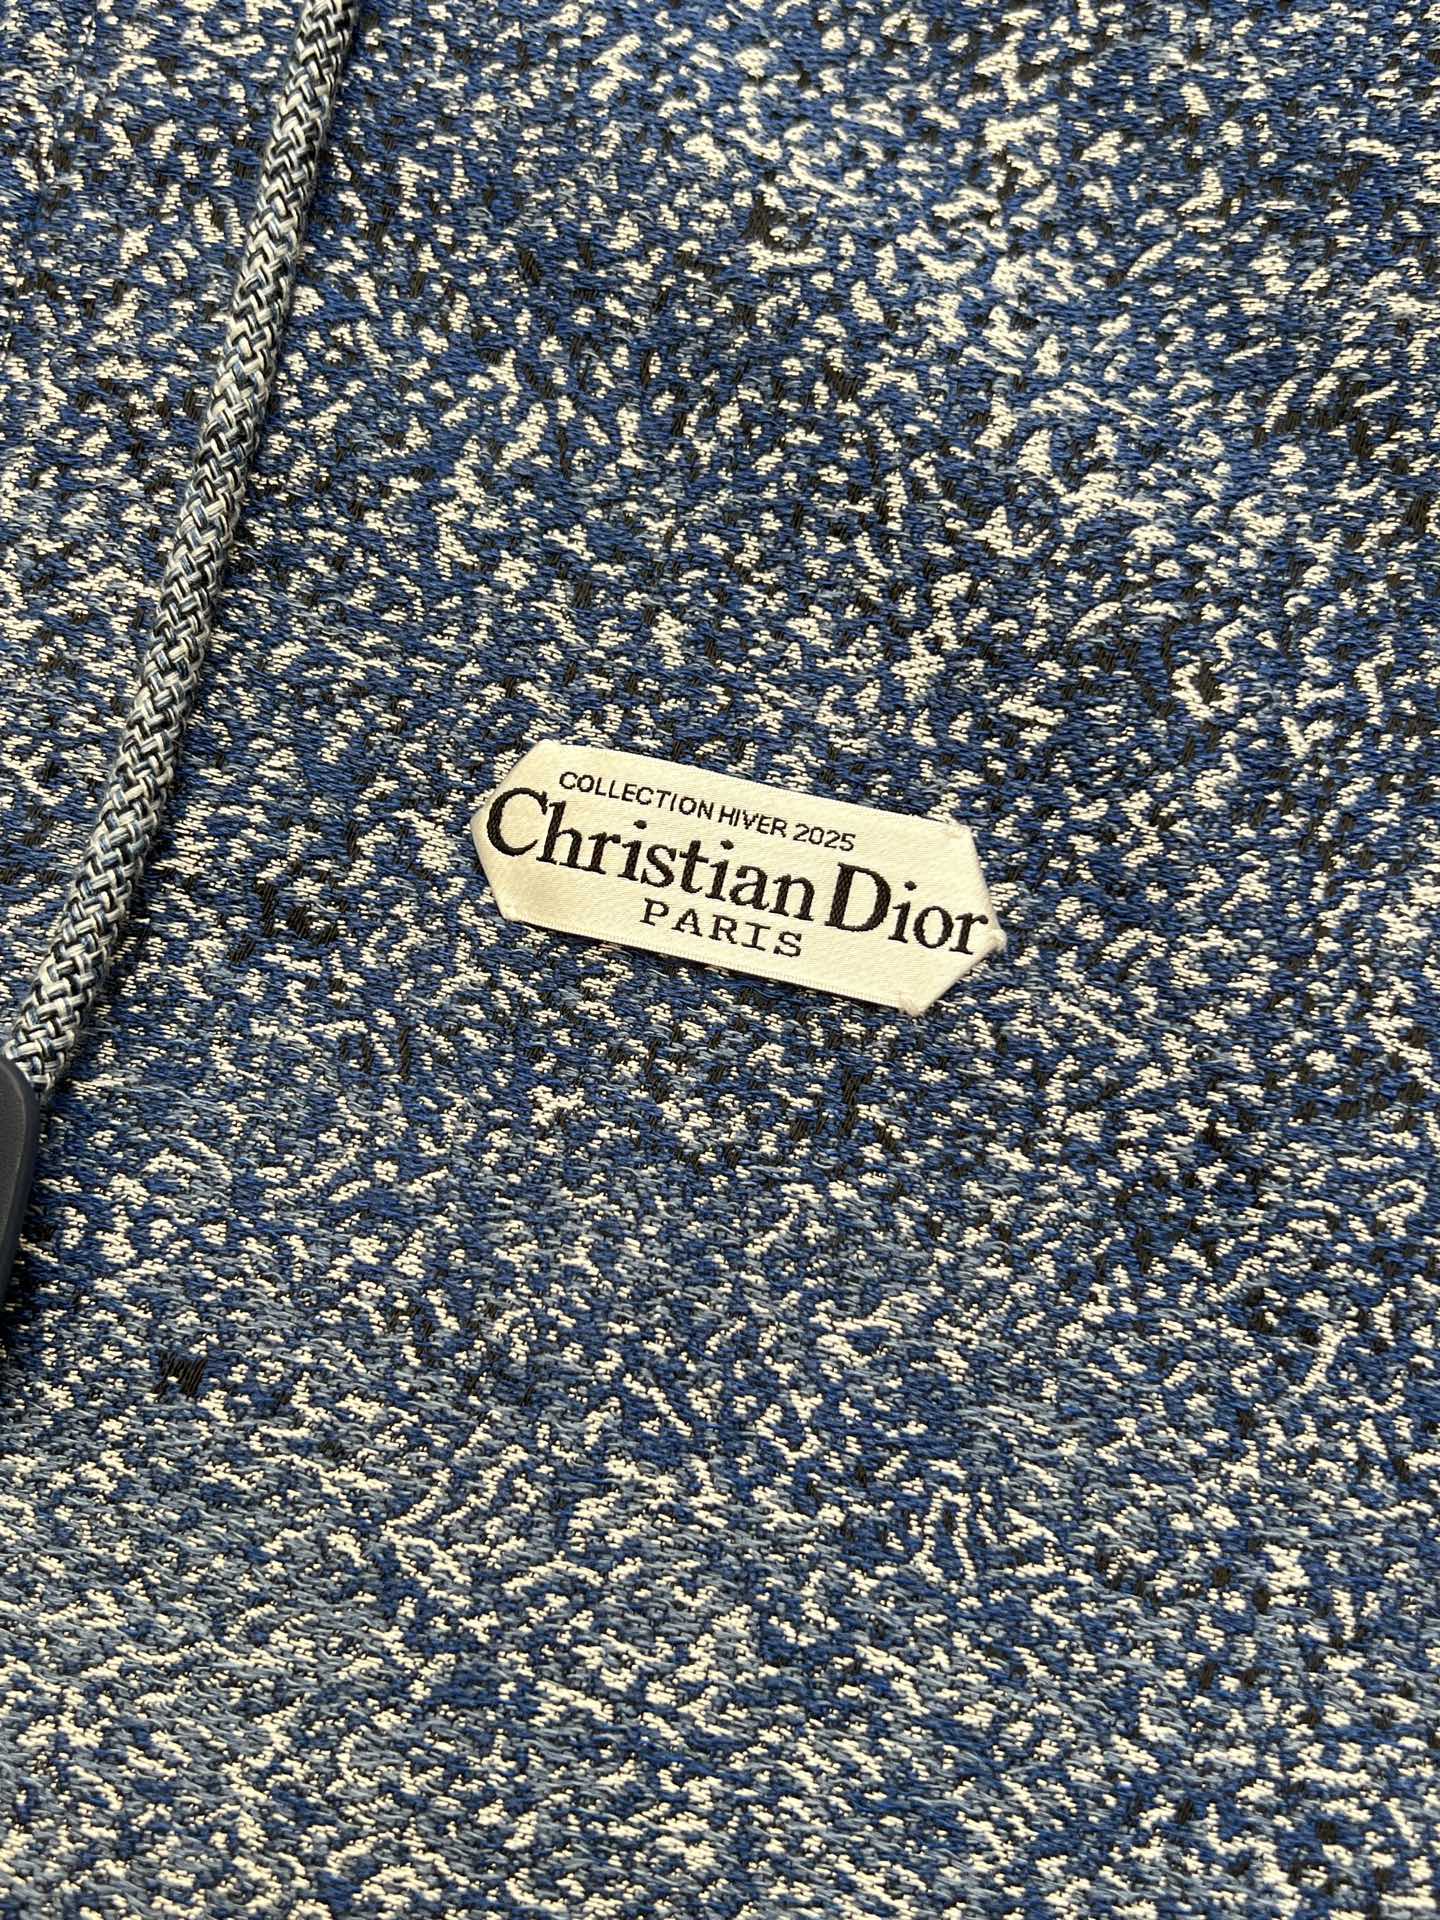 COLLECTION HIVER 2025
Christian Dior
PARIS